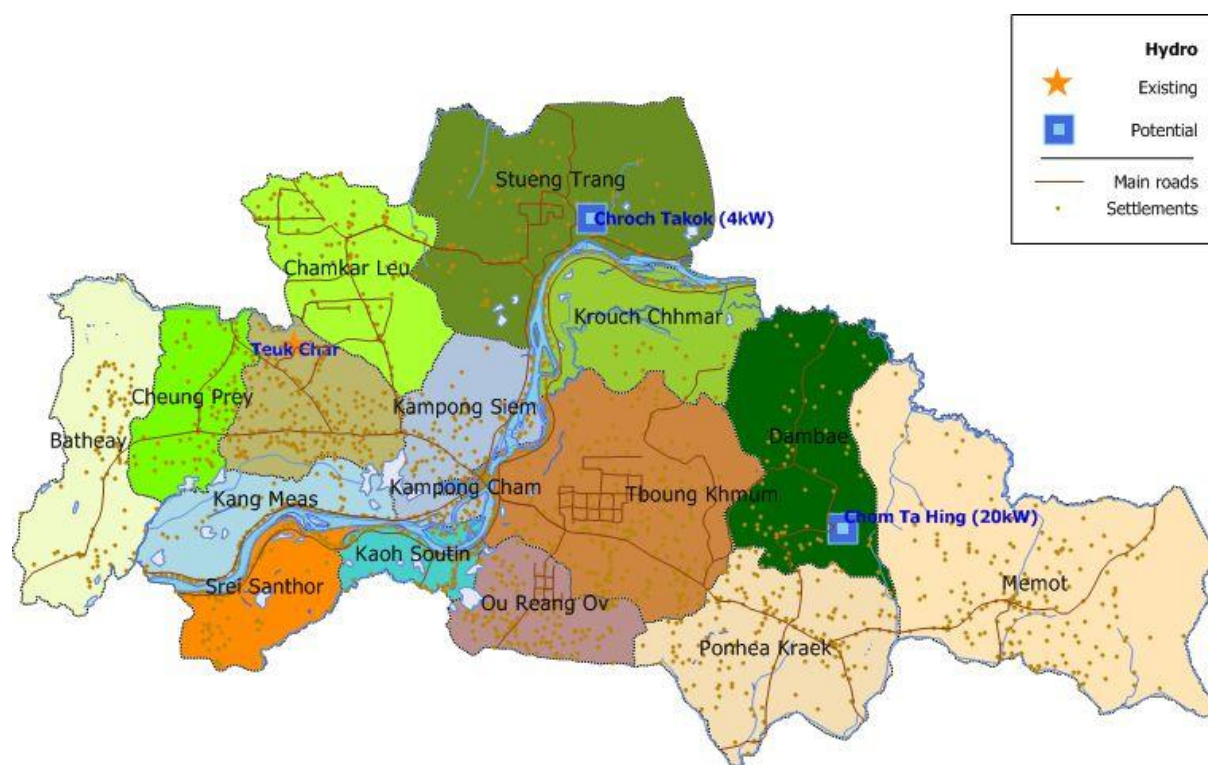 Hydro
Existing
Potential
Main roads
Settlements
Stueng Trang
Chroch Takok (4kW)
Chamkar Leu
Krouch Chhmar
Teuk Char
Cheung Prey
Kampong Siem
Batheay
Dambae
Kang Meas
Kampong Cham
Tboung Khmum
Chom Ta Hing (20kW)
Kaoh Soutin
Srei Santhor
Ou Reang Ov
Memot
Ponhea Kraek